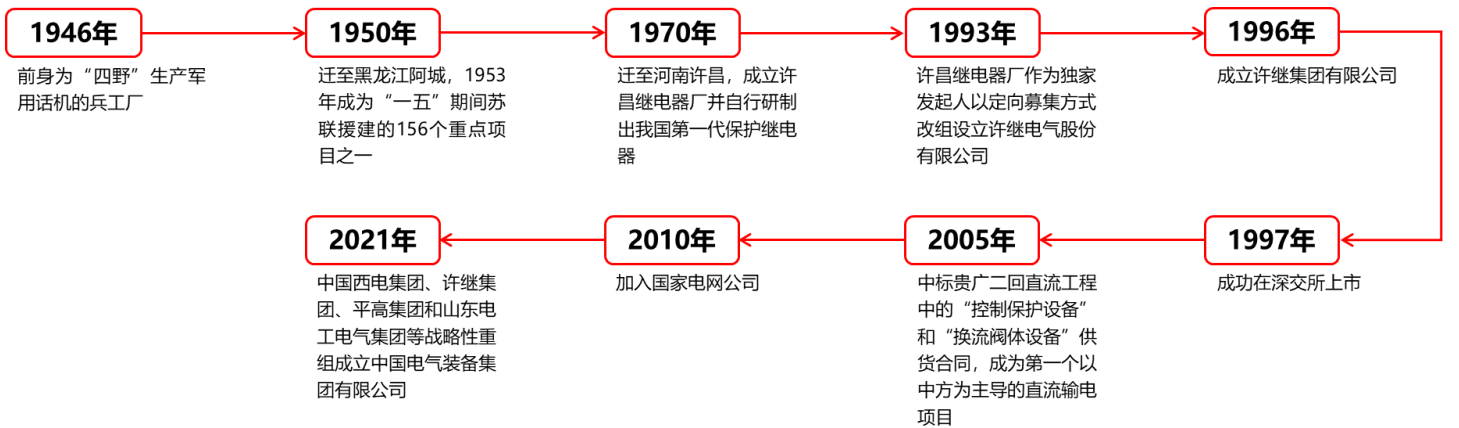 1946年
前身为“四野”生产军
用话机的兵工厂
1950年
迁至黑龙江阿城，1953
年成为“一五”期间苏
联援建的156个重点项
目之一
1970年
迁至河南许昌，成立许
昌继电器厂并自行研制
出我国第一代保护继电
器
1993年
许昌继电器厂作为独家
发起人以定向募集方式
改组设立许继电气股份
有限公司
1996年
成立许继集团有限公司
1997年
成功在深交所上市
2005年
中标贵广二回直流工程
中的“控制保护设备”
和“换流阀体设备”供
货合同，成为第一个以
中方为主导的直流输电
项目
2010年
加入国家电网公司
2021年
中国西电集团、许继集
团、平高集团和山东电
工电气集团等战略性重
组成立中国电气装备集
团有限公司